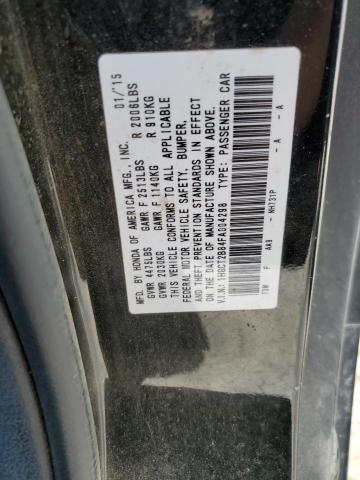 MFD. BY HONDA OF AMERICA MFG., INC. 01/'15
GVWR 4475LBS GAWR F 2513LBS R 2006LBS
GVWR 2030KG GAWR F 1140KG R 910KG
THIS VEHICLE CONFORMS TO ALL APPLICABLE
FEDERAL MOTOR VEHICLE SAFETY, BUMPER,
AND THEFT PREVENTION STANDARDS IN EFFECT
ON THE DATE OF MANUFACTURE SHOWN ABOVE.
V.I.N.: 1HGCT2B84FA004298 TYPE: PASSENGER CAR
F AA9 - NH731P - A - A